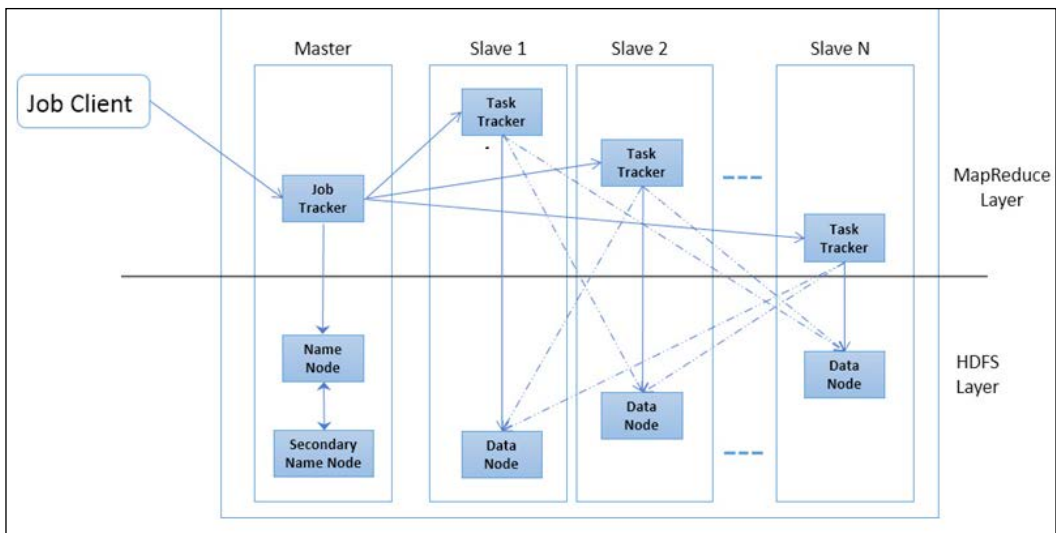 Master
Slave 1
Slave 2
Slave N
Job Client
Task
Tracker
Task
Tracker
Job
Tracker
Task
Tracker
MapReduce
Layer
Name
Node
Data
Node
HDFS
Layer
Data
Node
Secondary
Name Node
Data
Node